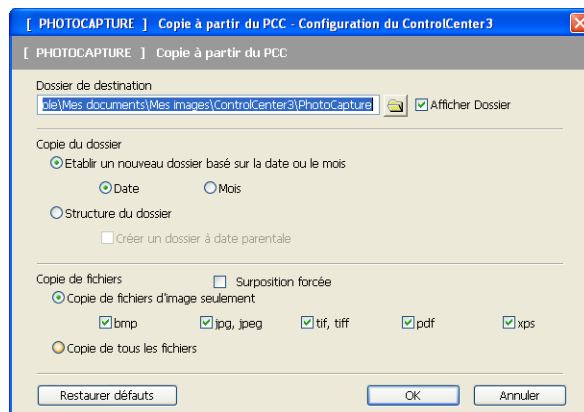 [ PHOTOCAPTURE ] Copie à partir du PCC - Configuration du ControlCenter3
[ PHOTOCAPTURE ] Copie à partir du PCC
Dossier de destination
ole\Mes documents\Mes images\ControlCenter3\PhotoCapture
Afficher Dossier
Copie du dossier
Etablir un nouveau dossier basé sur la date ou le mois
Date Mois
Structure du dossier
Créer un dossier à date parentale
Copie de fichiers Surposition forcée
Copie de fichiers d'image seulement
bmp jpg, jpeg tif, tiff pdf xps
Copie de tous les fichiers
Restaurer défauts OK Annuler